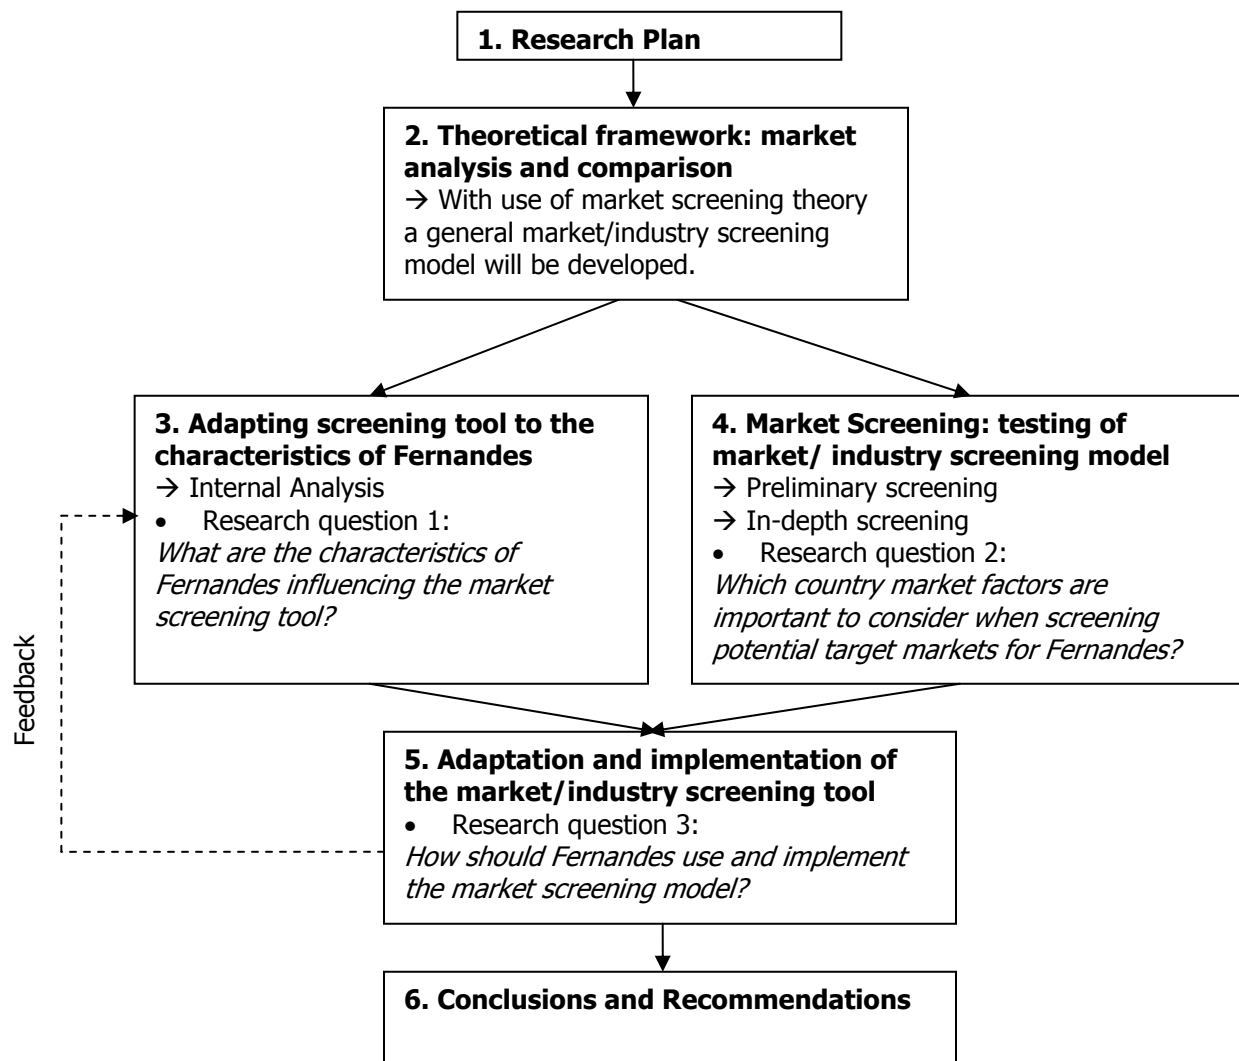 1. Research Plan
2. Theoretical framework: market
analysis and comparison
→ With use of market screening theory
a general market/industry screening
model will be developed.
3. Adapting screening tool to the
characteristics of Fernandes
→ Internal Analysis
• Research question 1:
What are the characteristics of
Fernandes influencing the market
screening tool?
4. Market Screening: testing of
market/ industry screening model
→ Preliminary screening
→ In-depth screening
• Research question 2:
Which country market factors are
important to consider when screening
potential target markets for Fernandes?
Feedback
5. Adaptation and implementation of
the market/industry screening tool
• Research question 3:
How should Fernandes use and implement
the market screening model?
6. Conclusions and Recommendations